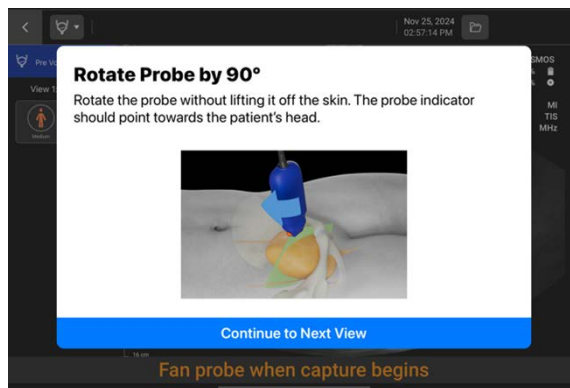 Nov 25, 2024
02:57:14 PM
Pre Vo
SMOS
%
%
View 1:
MI
TIS
MHz
Medium
Rotate Probe by 90°
Rotate the probe without lifting it off the skin. The probe indicator
should point towards the patient's head.
Continue to Next View
16 cm
Fan probe when capture begins